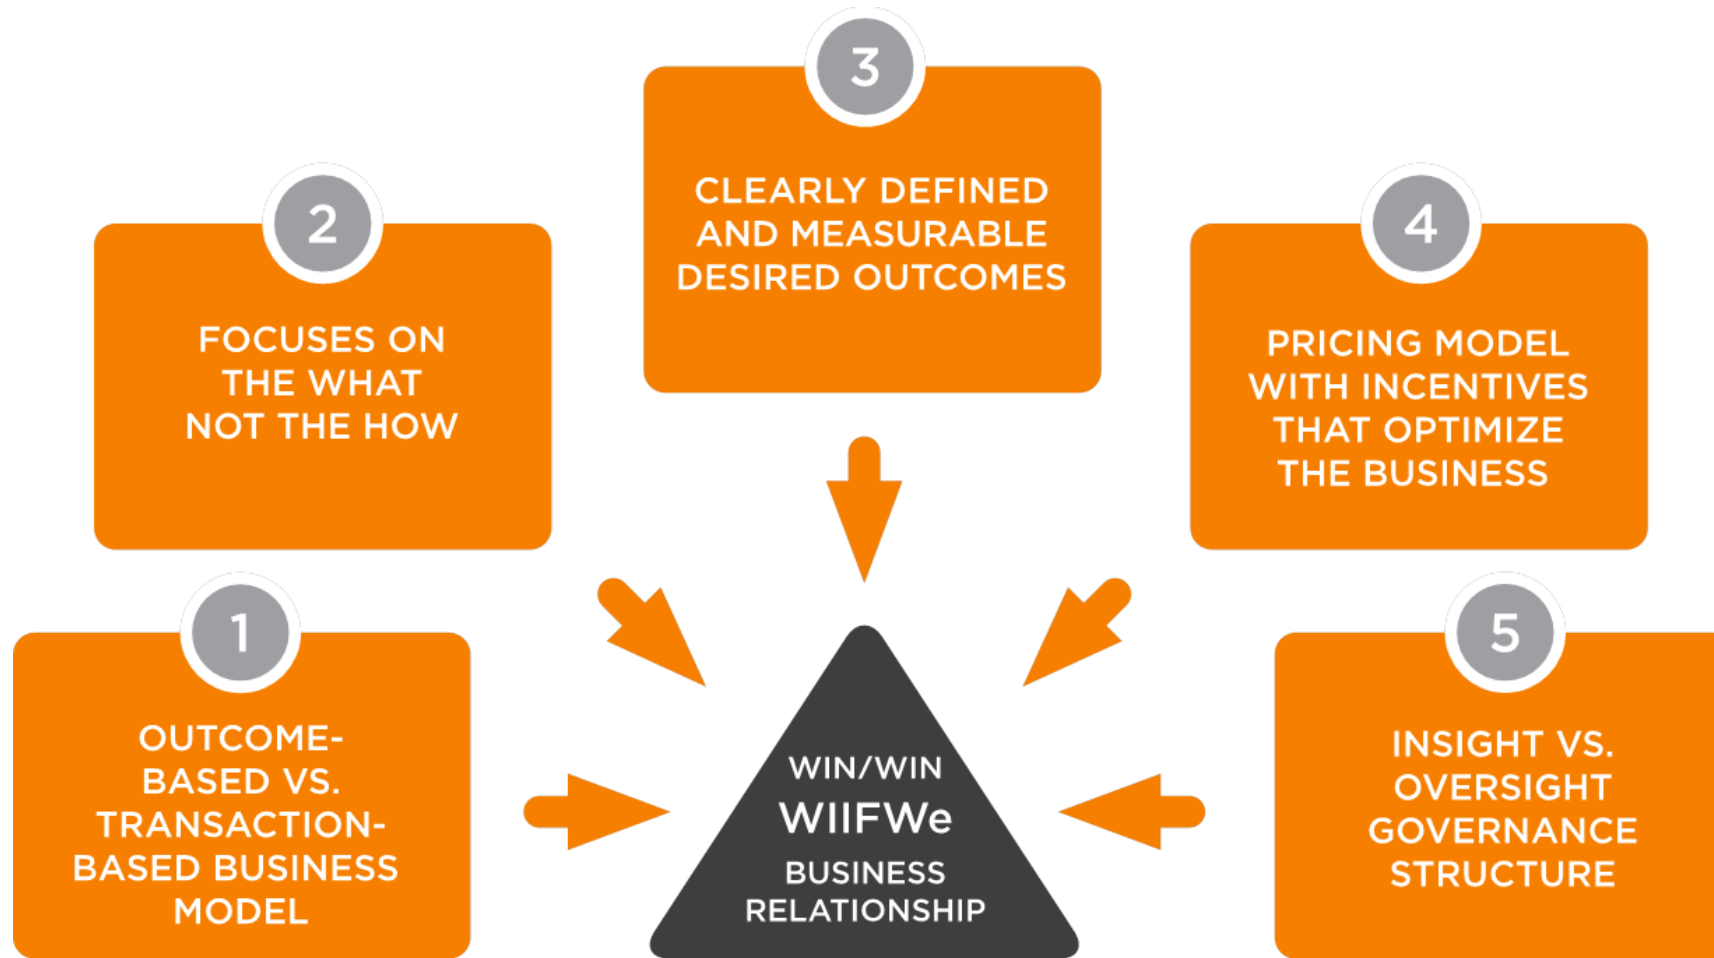 1
OUTCOME-
BASED VS.
TRANSACTION-
BASED BUSINESS
MODEL
2
FOCUSES ON
THE WHAT
NOT THE HOW
3
CLEARLY DEFINED
AND MEASURABLE
DESIRED OUTCOMES
4
PRICING MODEL
WITH INCENTIVES
THAT OPTIMIZE
THE BUSINESS
5
INSIGHT VS.
OVERSIGHT
GOVERNANCE
STRUCTURE
WIN/WIN
WIIFWe
BUSINESS
RELATIONSHIP